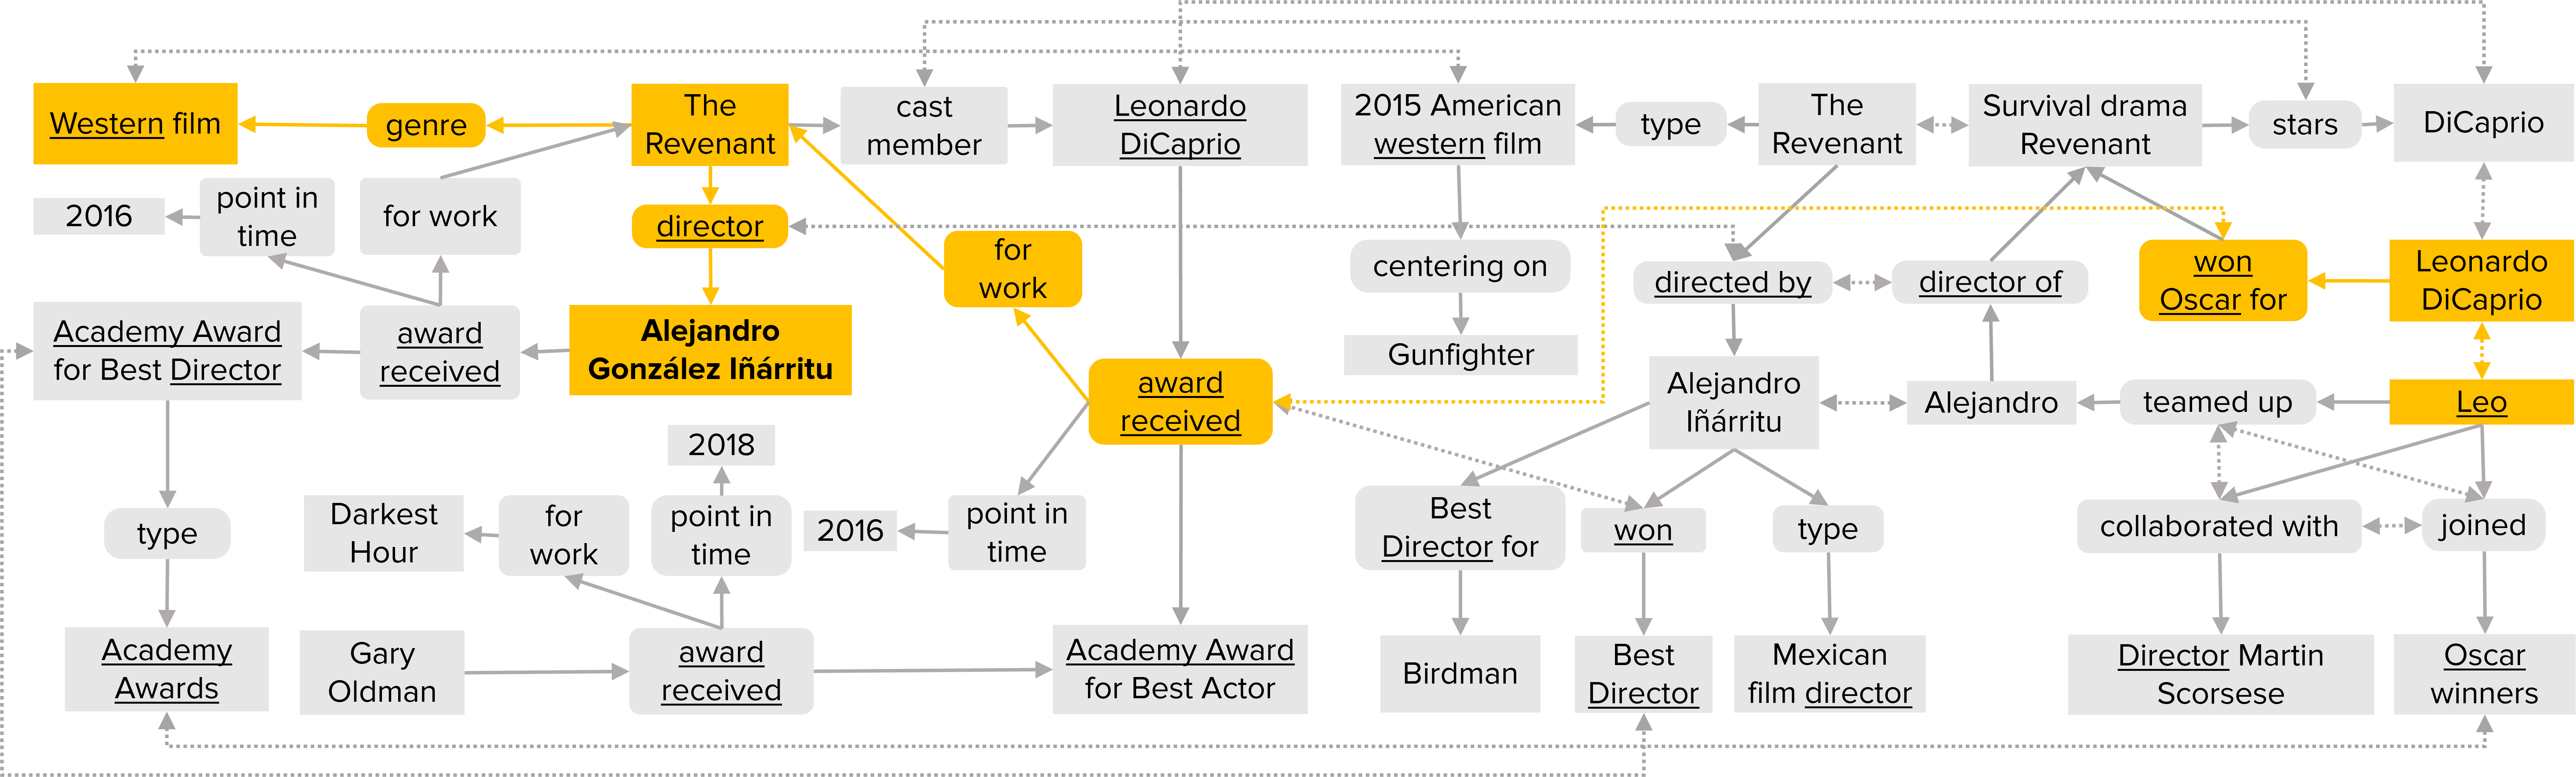 Western film
genre
The
Revenant
cast
member
Leonardo
DiCaprio
2015 American
western film
type
The
Revenant
Survival drama
Revenant
stars
DiCaprio
2016
point in
time
for work
director
for
work
centering on
directed by
director of
won
Oscar for
Leonardo
DiCaprio
Academy Award
for Best Director
award
received
Alejandro
González Iñárritu
award
received
Gunfighter
Alejandro
Iñárritu
Alejandro
teamed up
Leo
2018
type
Darkest
Hour
for
work
point in
time
2016
point in
time
Best
Director for
won
type
collaborated with
joined
Academy
Awards
Gary
Oldman
award
received
Academy Award
for Best Actor
Birdman
Best
Director
Mexican
film director
Director Martin
Scorsese
Oscar
winners